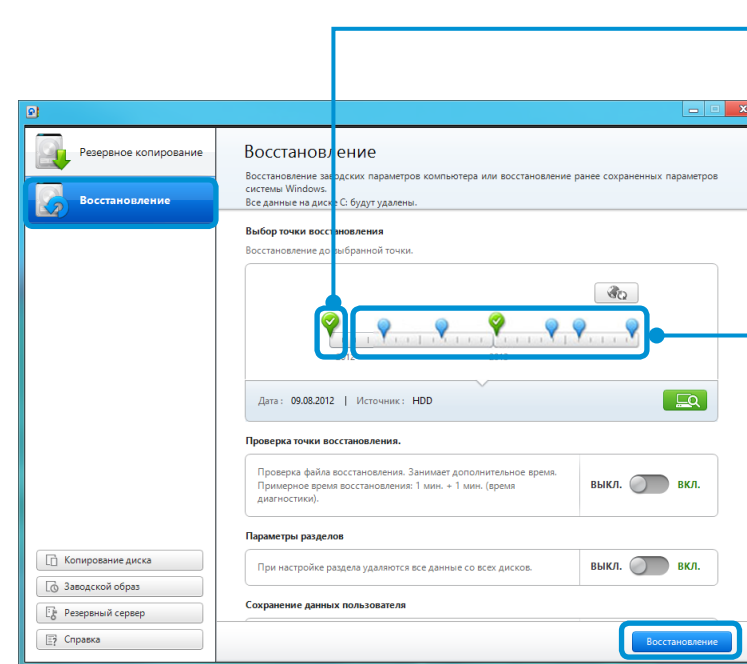 Резервное копирование
Восстановление
Восстановление
Восстановление заводских параметров компьютера или восстановление ранее сохраненных параметров
системы Windows.
Все данные на диске C: будут удалены.
Выбор точки восстановления
Восстановление до выбранной точки.
2012
2012
Дата : 09.08.2012 | Источник : HDD
Проверка точки восстановления.
Проверка файла восстановления. Занимает дополнительное время.
Примерное время восстановления: 1 мин. + 1 мин. (время
диагностики).
ВЫКЛ. ВКЛ.
Параметры разделов
При настройке раздела удаляются все данные со всех дисков.
ВЫКЛ. ВКЛ.
Сохранение данных пользователя
Копирование диска
Заводской образ
Резервный сервер
Справка
Восстановление